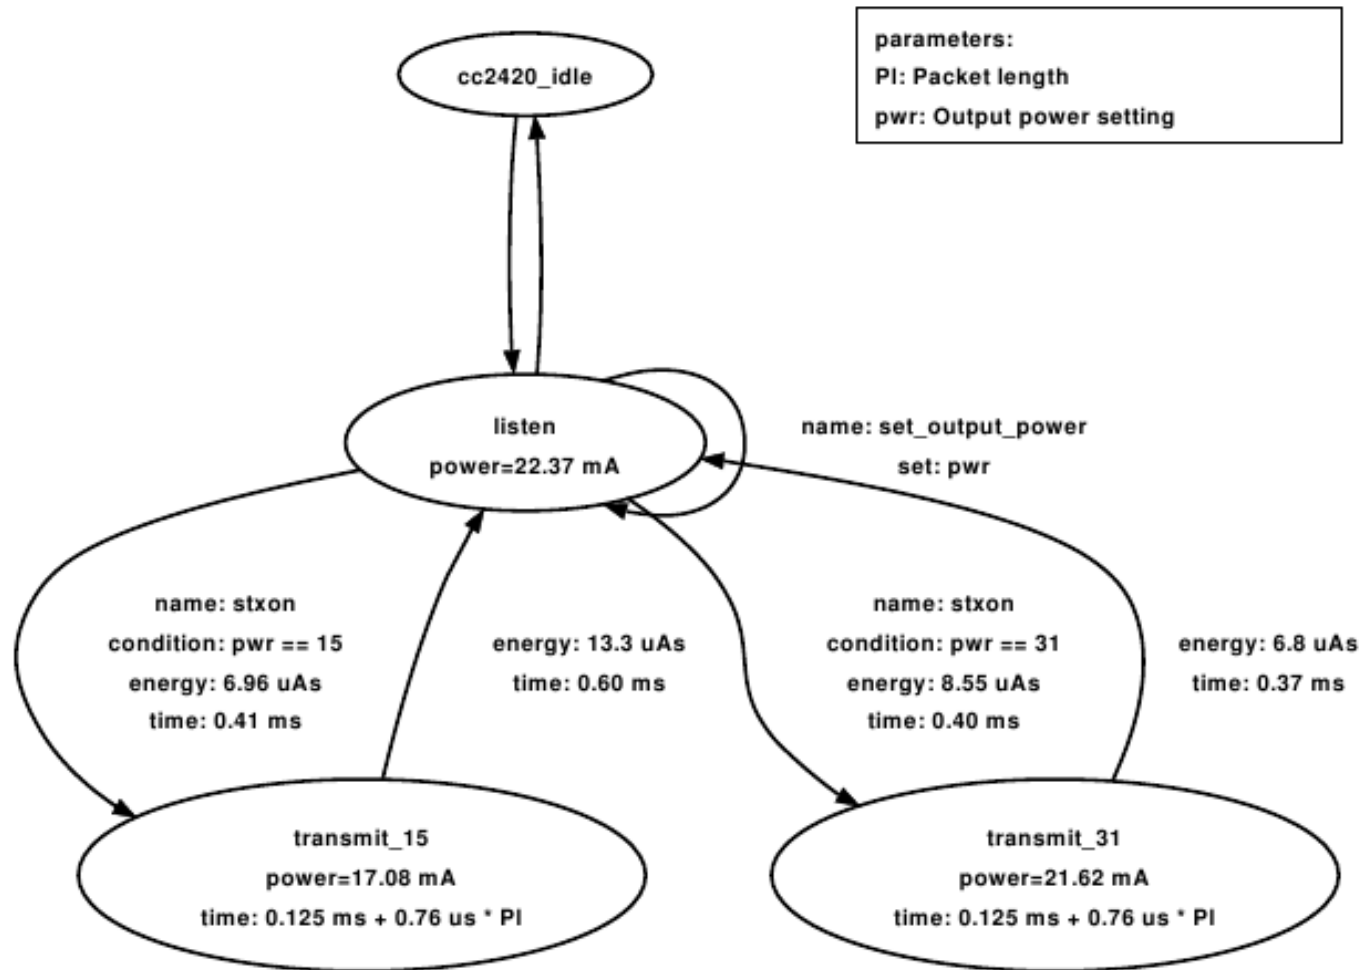 cc2420_idle
parameters:
Pl: Packet length
pwr: Output power setting
listen
power=22.37 mA
name: set_output_power
set: pwr
name: stxon
condition: pwr == 15
energy: 6.96 uAs
time: 0.41 ms
energy: 13.3 uAs
time: 0.60 ms
name: stxon
condition: pwr == 31
energy: 8.55 uAs
time: 0.40 ms
energy: 6.8 uAs
time: 0.37 ms
transmit_15
power=17.08 mA
time: 0.125 ms + 0.76 us * Pl
transmit_31
power=21.62 mA
time: 0.125 ms + 0.76 us * Pl